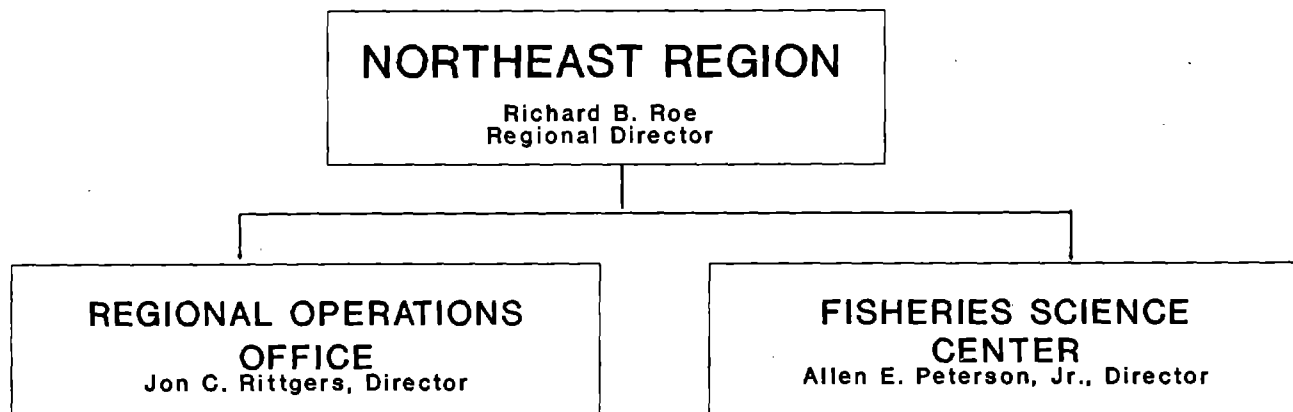 NORTHEAST REGION
Richard B. Roe
Regional Director
REGIONAL OPERATIONS
OFFICE
Jon C. Rittgers, Director
FISHERIES SCIENCE
CENTER
Allen E. Peterson, Jr., Director